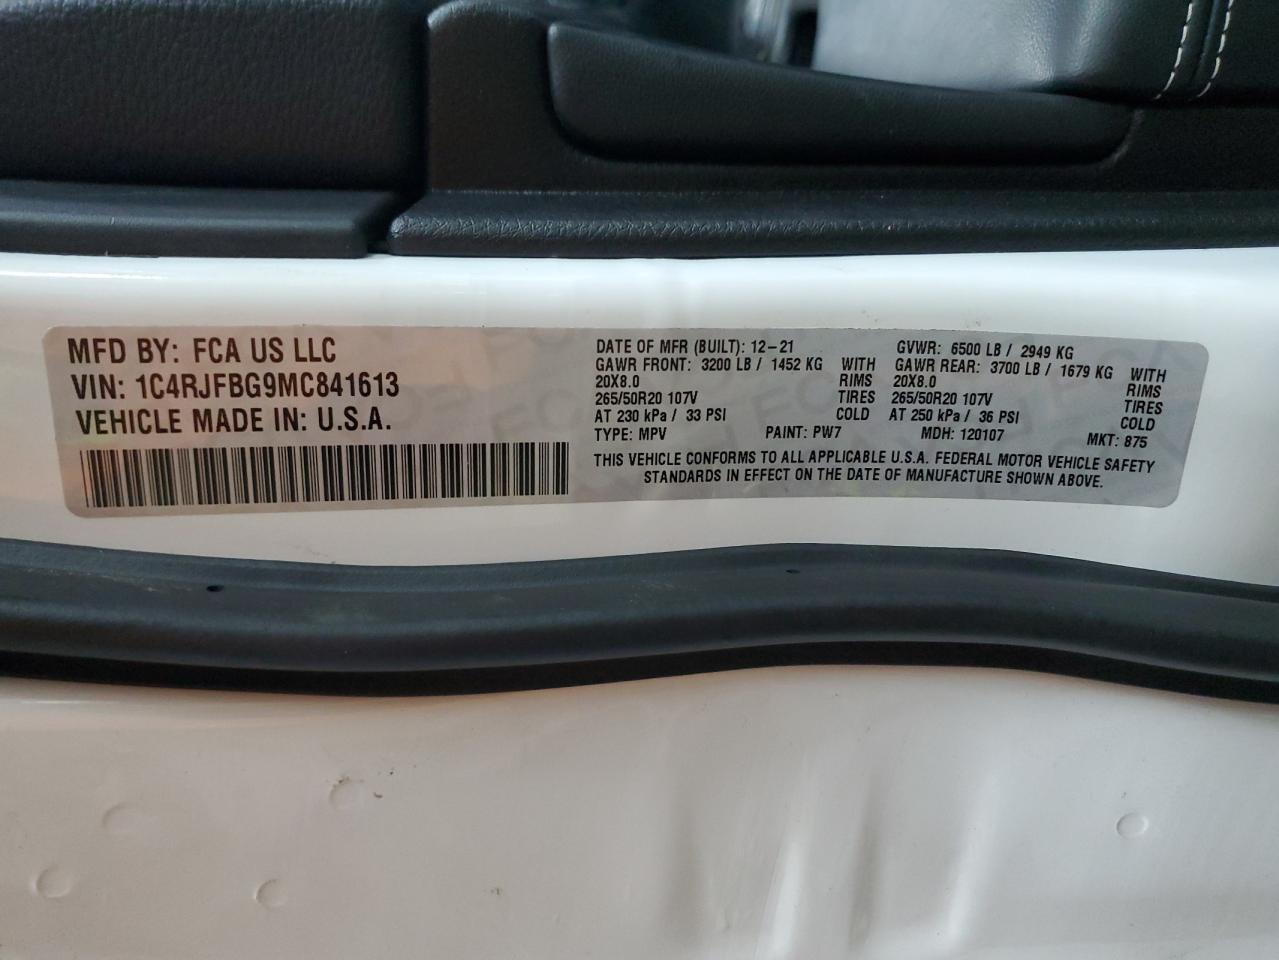 MFD BY: FCA US LLC
VIN: 1C4RJFBG9MC841613
VEHICLE MADE IN: U.S.A.
DATE OF MFR (BUILT): 12-21
GAWR FRONT: 3200 LB / 1452 KG WITH
20X8.0 RIMS
265/50R20 107V TIRES
AT 230 kPa / 33 PSI COLD
TYPE: MPV PAINT: PW7
GVWR: 6500 LB / 2949 KG
GAWR REAR: 3700 LB / 1679 KG WITH
20X8.0 RIMS
265/50R20 107V TIRES
AT 250 kPa / 36 PSI COLD
MDH: 120107 MKT: 875
THIS VEHICLE CONFORMS TO ALL APPLICABLE U.S.A. FEDERAL MOTOR VEHICLE SAFETY
STANDARDS IN EFFECT ON THE DATE OF MANUFACTURE SHOWN ABOVE.